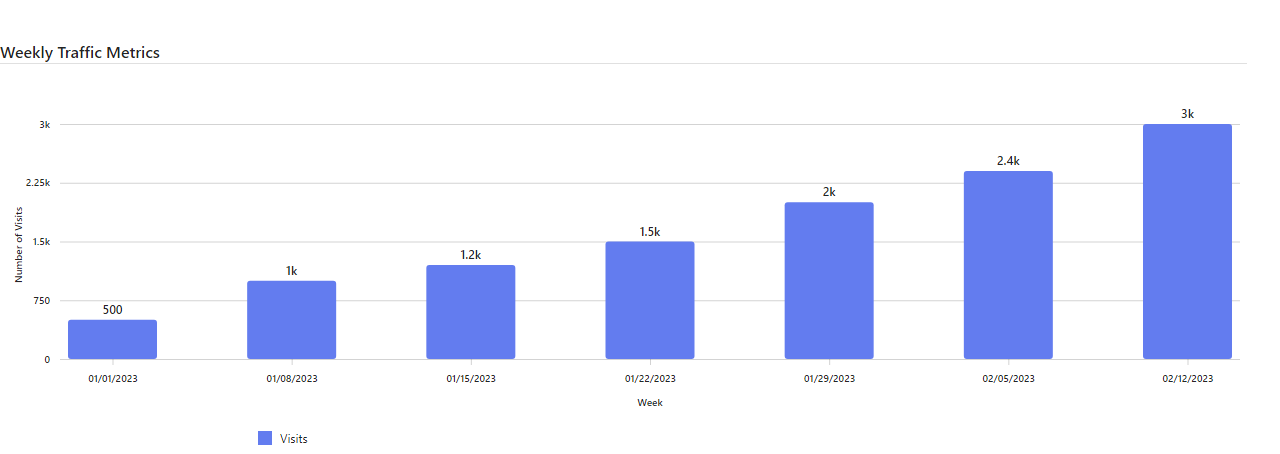 Weekly Traffic Metrics
Number of Visits
3k
2.25k
1.5k
750
0
500
1k
1.2k
1.5k
2k
2.4k
3k
01/01/2023 01/08/2023 01/15/2023 01/22/2023 01/29/2023 02/05/2023 02/12/2023
Week
Visits